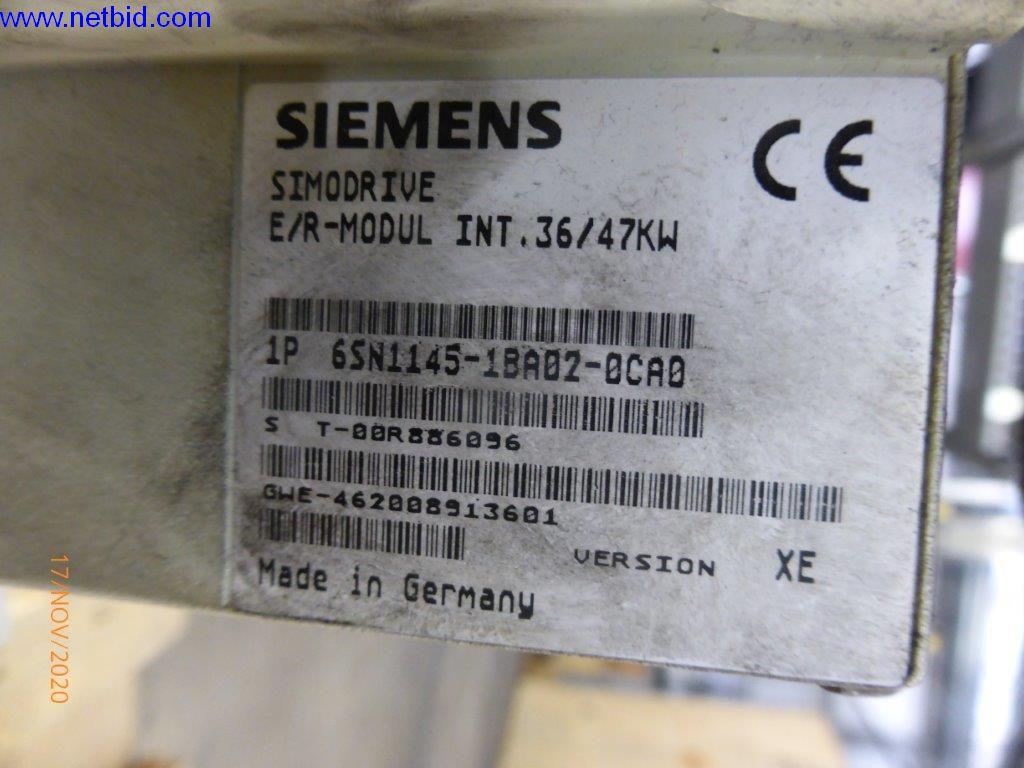 www.netbid.com
SIEMENS
CE
SIMODRIVE
E/R-MODUL INT.36/47KW
1P 6SN1145-1BA02-0CA0
S T-00R886096
GWE-462008913601
VERSION XE
Made in Germany
17/NOV/2020